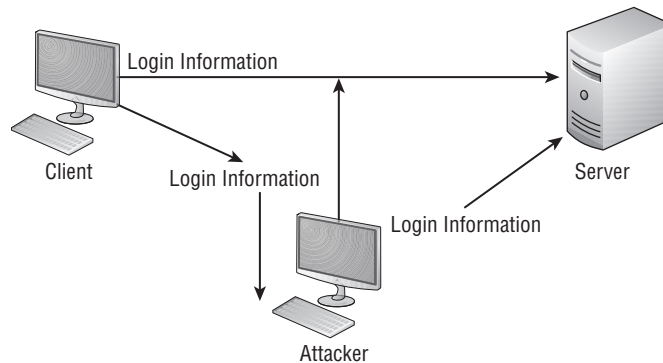 Login Information
Client
Login Information
Server
Login Information
Attacker